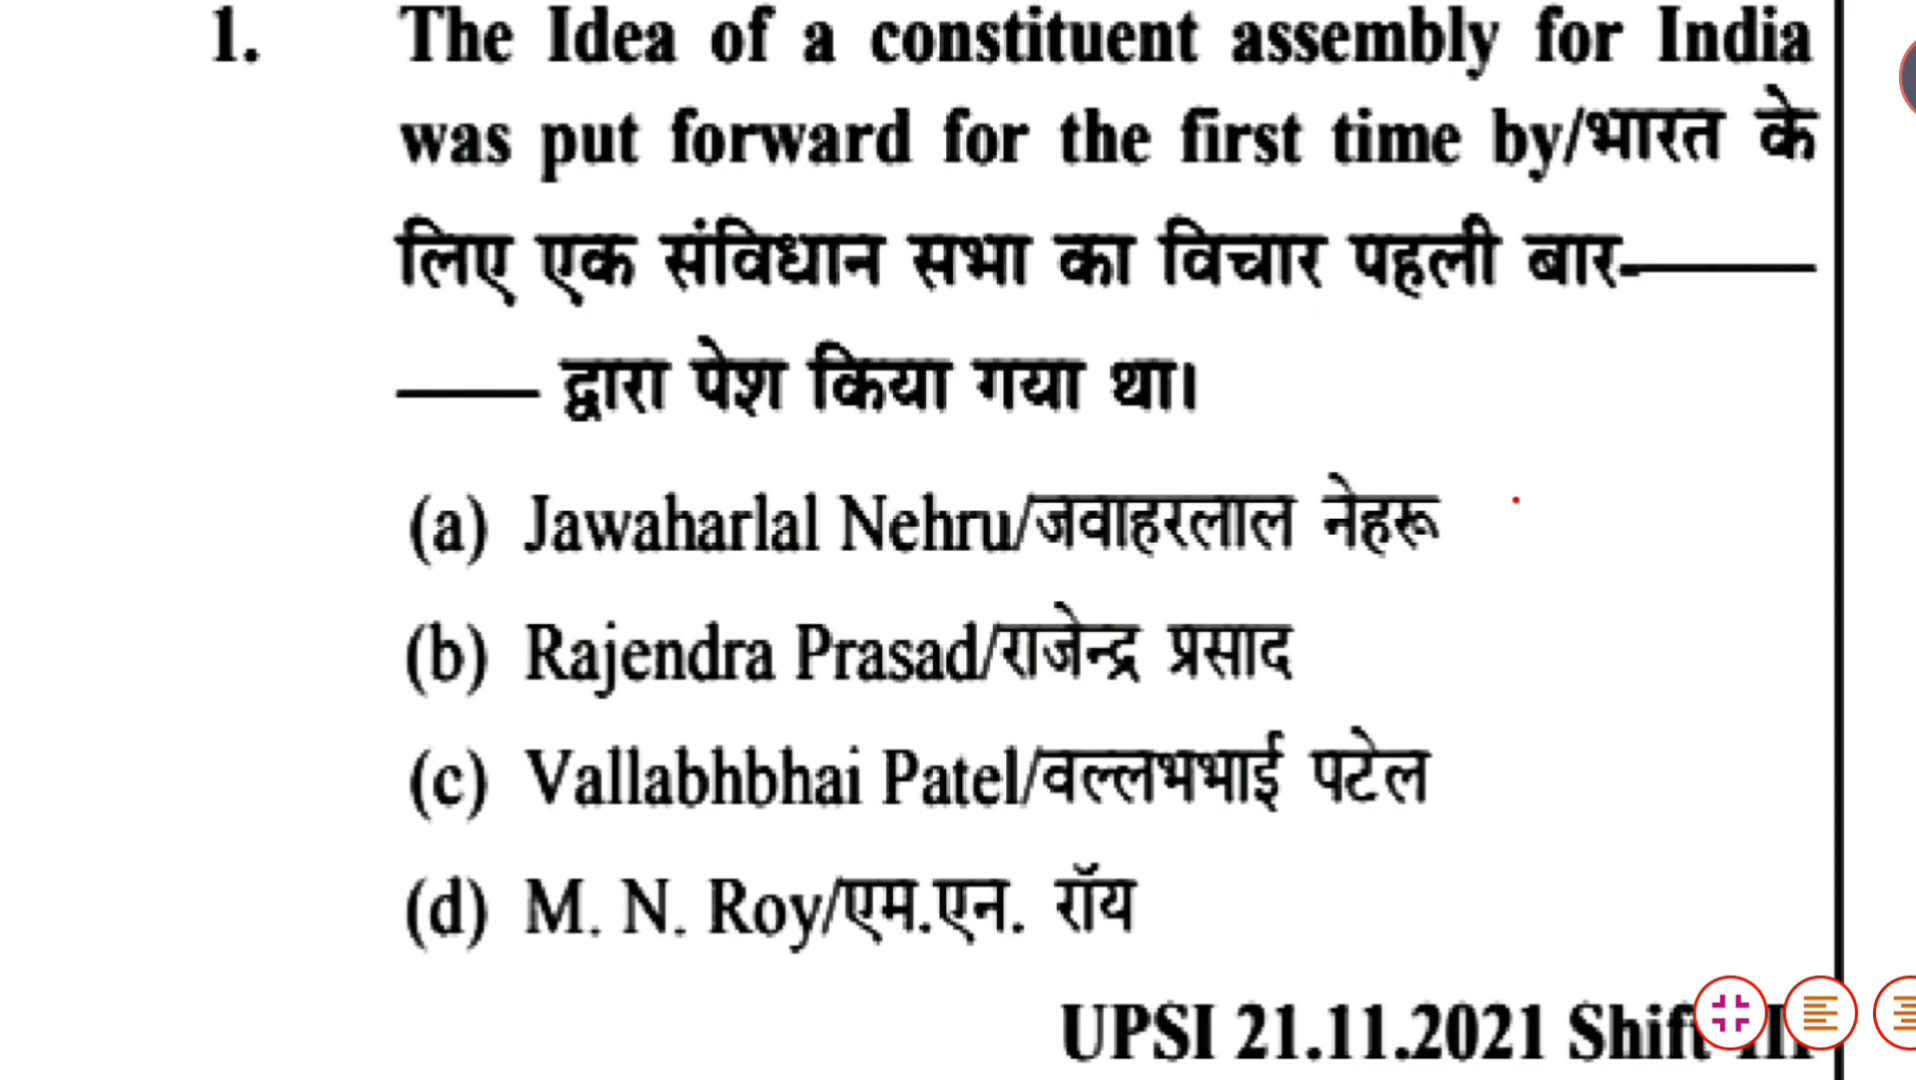 1. The Idea of a constituent assembly for India
was put forward for the first time by/भारत के
लिए एक संविधान सभा का विचार पहली बार-———
—— द्वारा पेश किया गया था।
(a) Jawaharlal Nehru/जवाहरलाल नेहरू
(b) Rajendra Prasad/राजेन्द्र प्रसाद
(c) Vallabhbhai Patel/वल्लभभाई पटेल
(d) M. N. Roy/एम.एन. रॉय
UPSI 21.11.2021 Shift